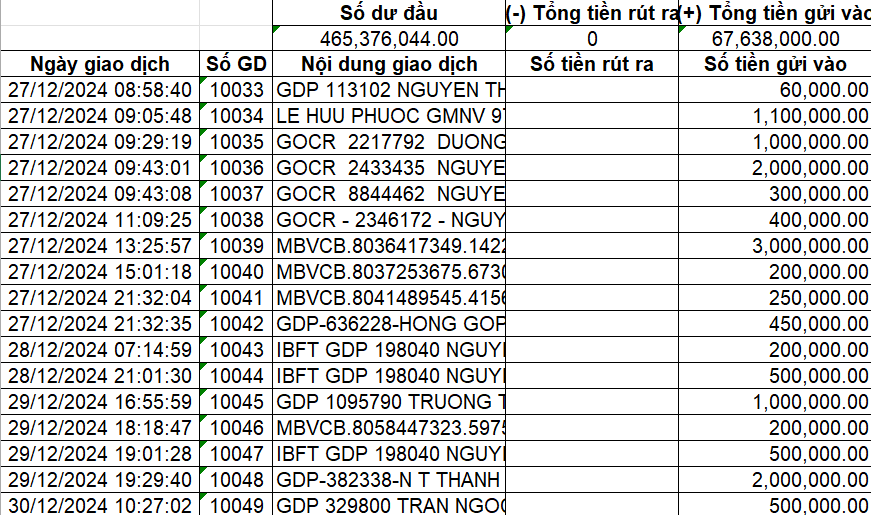 Số dư đầu (-) Tổng tiền rút ra (+) Tổng tiền gửi vào
465,376,044.00 0 67,638,000.00
Ngày giao dịch Số GD Nội dung giao dịch Số tiền rút ra Số tiền gửi vào
27/12/2024 08:58:40 10033 GDP 113102 NGUYEN TH 60,000.00
27/12/2024 09:05:48 10034 LE HUU PHUOC GMNV 97 1,100,000.00
27/12/2024 09:29:19 10035 GOCR 2217792 DUONG 1,000,000.00
27/12/2024 09:43:01 10036 GOCR 2433435 NGUYE 2,000,000.00
27/12/2024 09:43:08 10037 GOCR 8844462 NGUYE 300,000.00
27/12/2024 11:09:25 10038 GOCR - 2346172 - NGUY 400,000.00
27/12/2024 13:25:57 10039 MBVCB.8036417349.1422 3,000,000.00
27/12/2024 15:01:18 10040 MBVCB.8037253675.6730 200,000.00
27/12/2024 21:32:04 10041 MBVCB.8041489545.4156 250,000.00
27/12/2024 21:32:35 10042 GDP-636228-HONG GOP 450,000.00
28/12/2024 07:14:59 10043 IBFT GDP 198040 NGUY 200,000.00
28/12/2024 21:01:30 10044 IBFT GDP 198040 NGUY 500,000.00
29/12/2024 16:55:59 10045 GDP 1095790 TRUONG T 1,000,000.00
29/12/2024 18:18:47 10046 MBVCB.8058447323.5975 200,000.00
29/12/2024 19:01:28 10047 IBFT GDP 198040 NGUY 500,000.00
29/12/2024 19:29:40 10048 GDP-382338-N T THANH 2,000,000.00
30/12/2024 10:27:02 10049 GDP 329800 TRAN NGOC 500,000.00